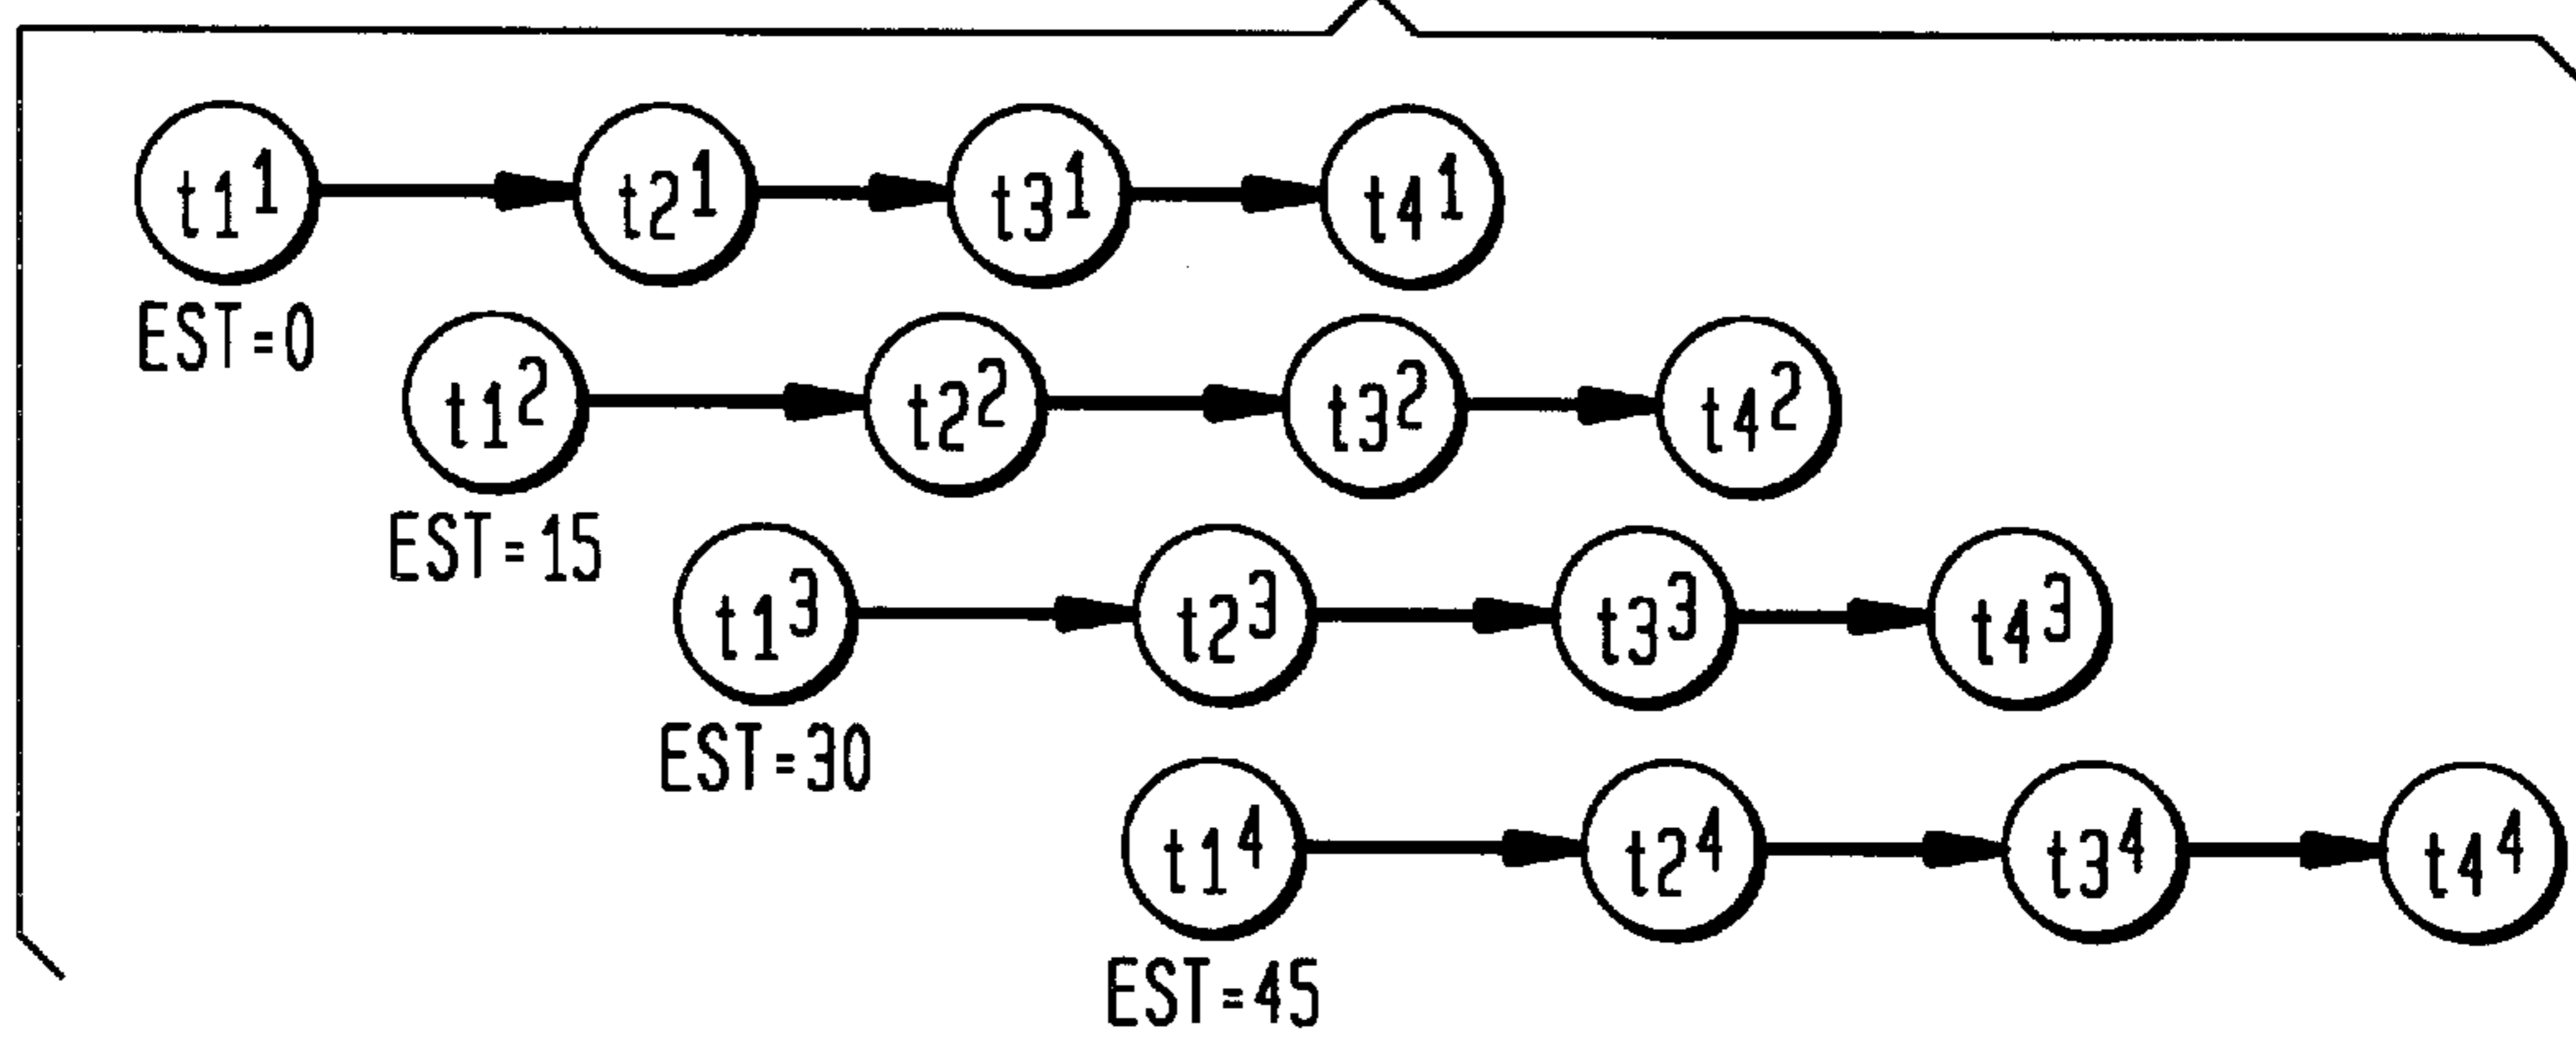 t1¹ t2¹ t3¹ t4¹
EST=0
t1² t2² t3² t4²
EST=15
t1³ t2³ t3³ t4³
EST=30
t1⁴ t2⁴ t3⁴ t4⁴
EST=45